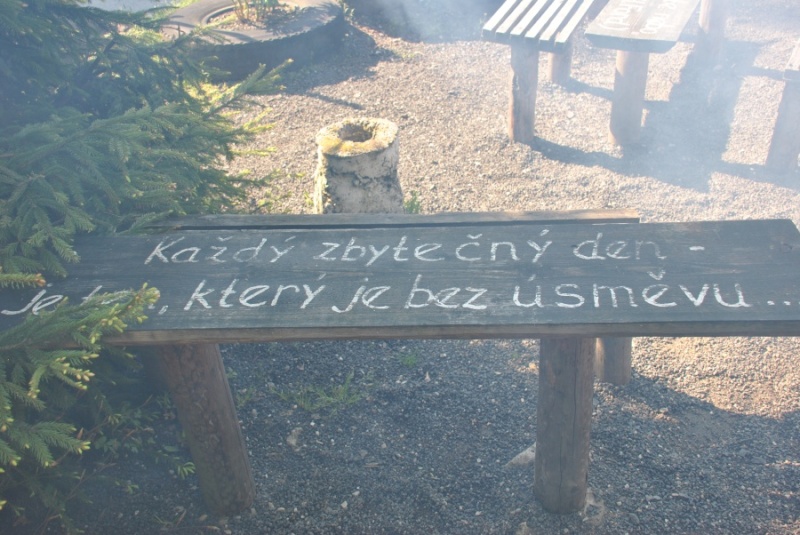 Každý zbytečný den -
Je , který je bez úsměvu...